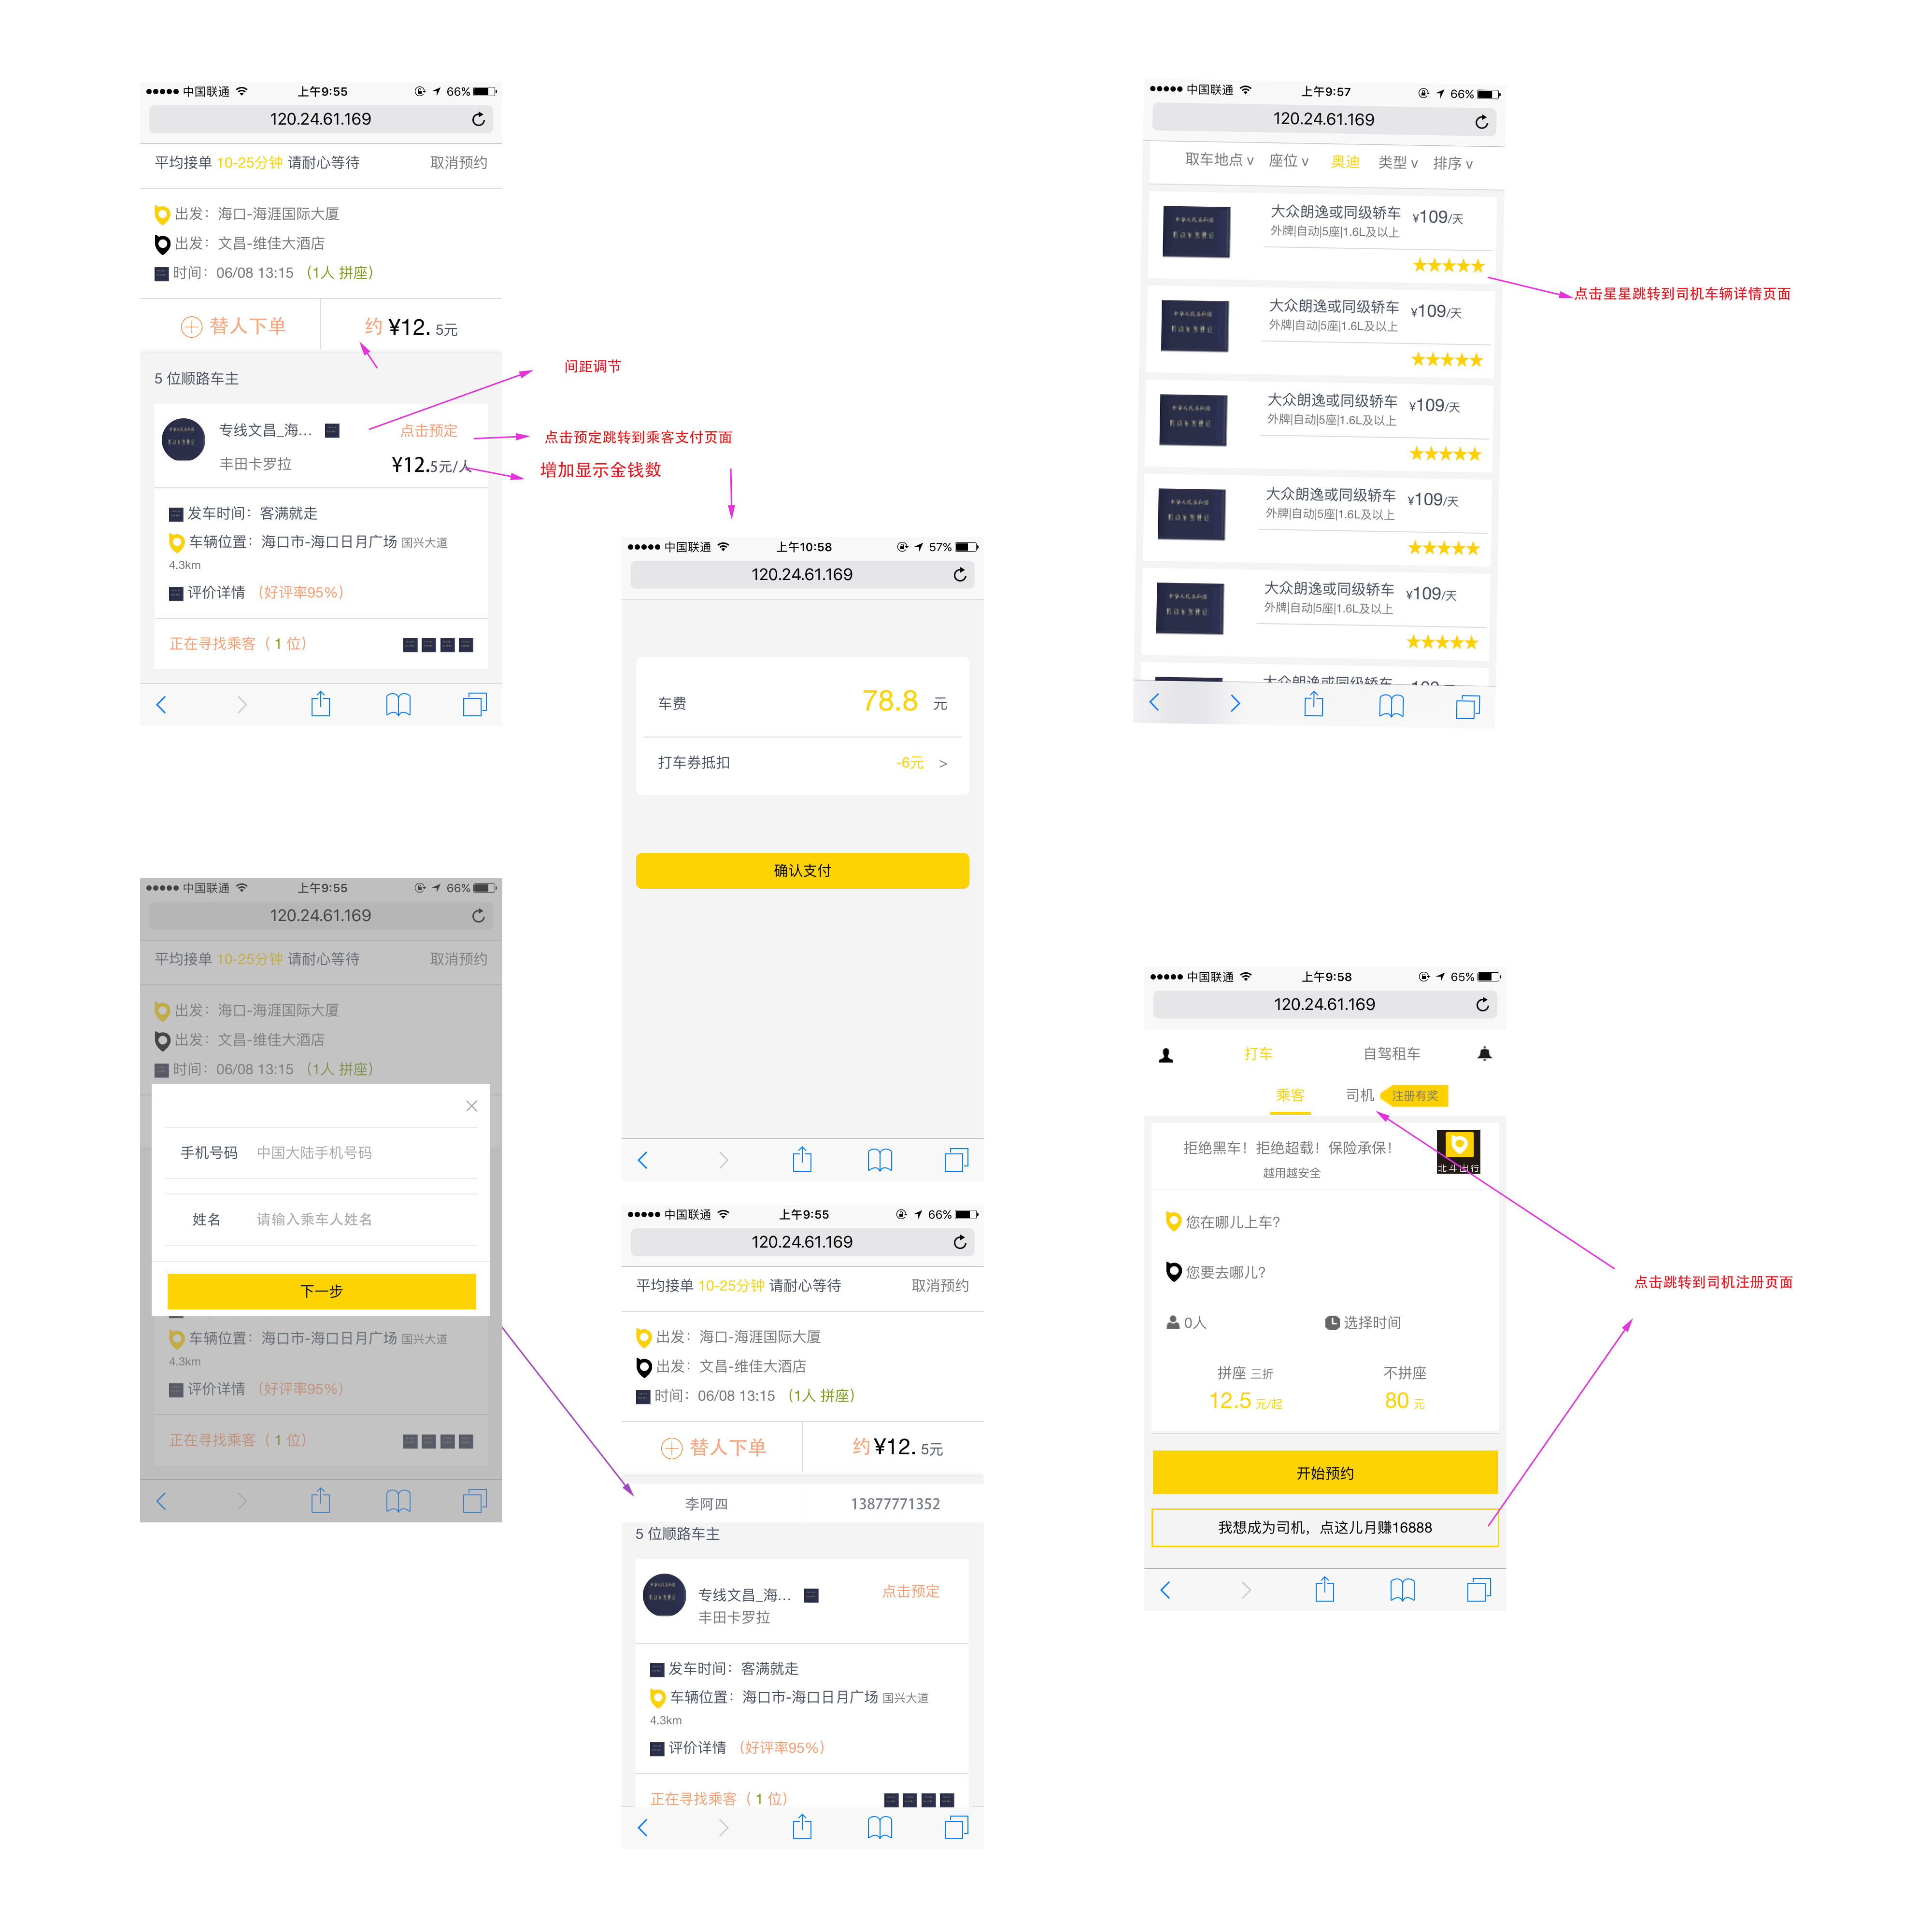 中国联通 上午9:55 66%
120.24.61.169
平均接单 10-25分钟 请耐心等待 取消预约
出发：海口-海涯国际大厦
出发：文昌-维佳大酒店
时间：06/08 13:15 （1人 拼座）
替人下单 约 ¥12. 5元
5 位顺路车主
专线文昌_海... 点击预定
丰田卡罗拉 ¥12.5元/人
发车时间：客满就走
车辆位置：海口市-海口日月广场 国兴大道
4.3km
评价详情 （好评率95%）
正在寻找乘客（ 1 位）
间距调节
点击预定跳转到乘客支付页面
增加显示金钱数
中国联通 上午10:58 57%
120.24.61.169
车费 78.8 元
打车券抵扣 -6元 >
确认支付
中国联通 上午9:57 66%
120.24.61.169
取车地点 v 座位 v 奥迪 类型 v 排序 v
大众朗逸或同级轿车 ¥109/天
外牌|自动|5座|1.6L及以上
大众朗逸或同级轿车 ¥109/天
外牌|自动|5座|1.6L及以上
大众朗逸或同级轿车 ¥109/天
外牌|自动|5座|1.6L及以上
大众朗逸或同级轿车 ¥109/天
外牌|自动|5座|1.6L及以上
大众朗逸或同级轿车 ¥109/天
外牌|自动|5座|1.6L及以上
大众朗逸或同级轿车
点击星星跳转到司机车辆详情页面
中国联通 上午9:55 66%
120.24.61.169
平均接单 10-25分钟 请耐心等待 取消预约
出发：海口-海涯国际大厦
出发：文昌-维佳大酒店
时间：06/08 13:15 （1人 拼座）
手机号码 中国大陆手机号码
姓名 请输入乘车人姓名
下一步
车辆位置：海口市-海口日月广场 国兴大道
4.3km
评价详情 （好评率95%）
正在寻找乘客（ 1 位）
中国联通 上午9:55 66%
120.24.61.169
平均接单 10-25分钟 请耐心等待 取消预约
出发：海口-海涯国际大厦
出发：文昌-维佳大酒店
时间：06/08 13:15 （1人 拼座）
替人下单 约 ¥12. 5元
李阿四 13877771352
5 位顺路车主
专线文昌_海... 点击预定
丰田卡罗拉
发车时间：客满就走
车辆位置：海口市-海口日月广场 国兴大道
4.3km
评价详情 （好评率95%）
正在寻找乘客（ 1 位）
中国联通 上午9:58 65%
120.24.61.169
打车 自驾租车
乘客 司机 注册有奖
拒绝黑车！拒绝超载！保险承保！
越用越安全
北斗出行
您在哪儿上车?
您要去哪儿?
0人 选择时间
拼座 三折 不拼座
12.5 元/起 80 元
开始预约
我想成为司机，点这儿月赚16888
点击跳转到司机注册页面